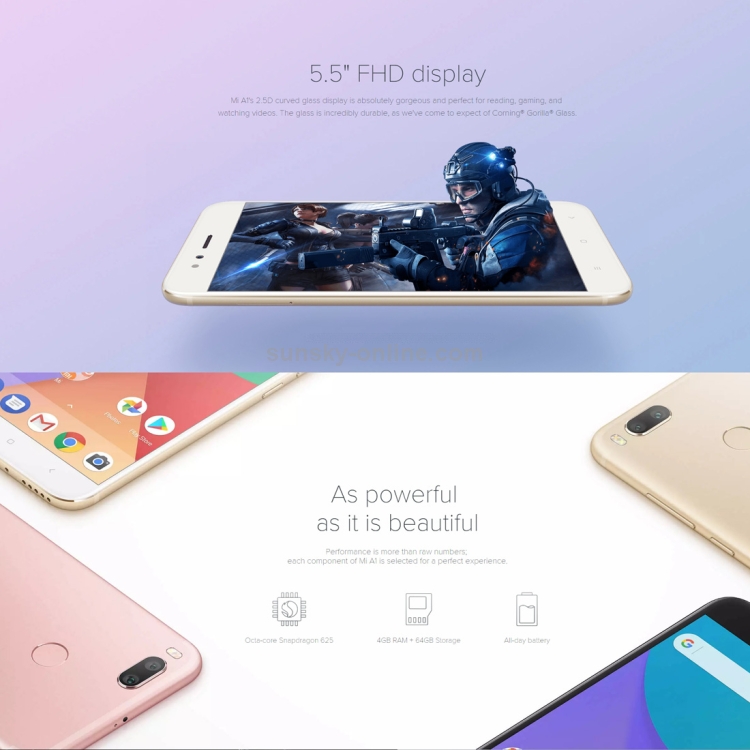 5.5" FHD display
Mi A1's 2.5D curved glass display is absolutely gorgeous and perfect for reading, gaming, and
watching videos. The glass is incredibly durable, as we've come to expect of Corning® Gorilla® Glass.
sunsky-online.com
Photos
Play Store
As powerful
as it is beautiful
Performance is more than raw numbers;
each component of Mi A1 is selected for a perfect experience.
Octa-core Snapdragon 625
4GB RAM + 64GB Storage
All-day battery